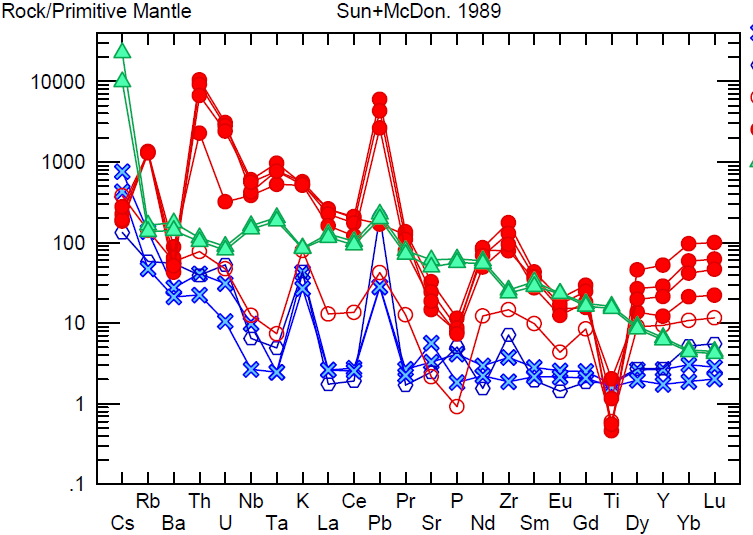 Rock/Primitive Mantle Sun+McDon. 1989
10000
1000
100
10
1
.1
Rb Th Nb K Ce Pr P Zr Eu Ti Y Lu
Cs Ba U Ta La Pb Sr Nd Sm Gd Dy Yb